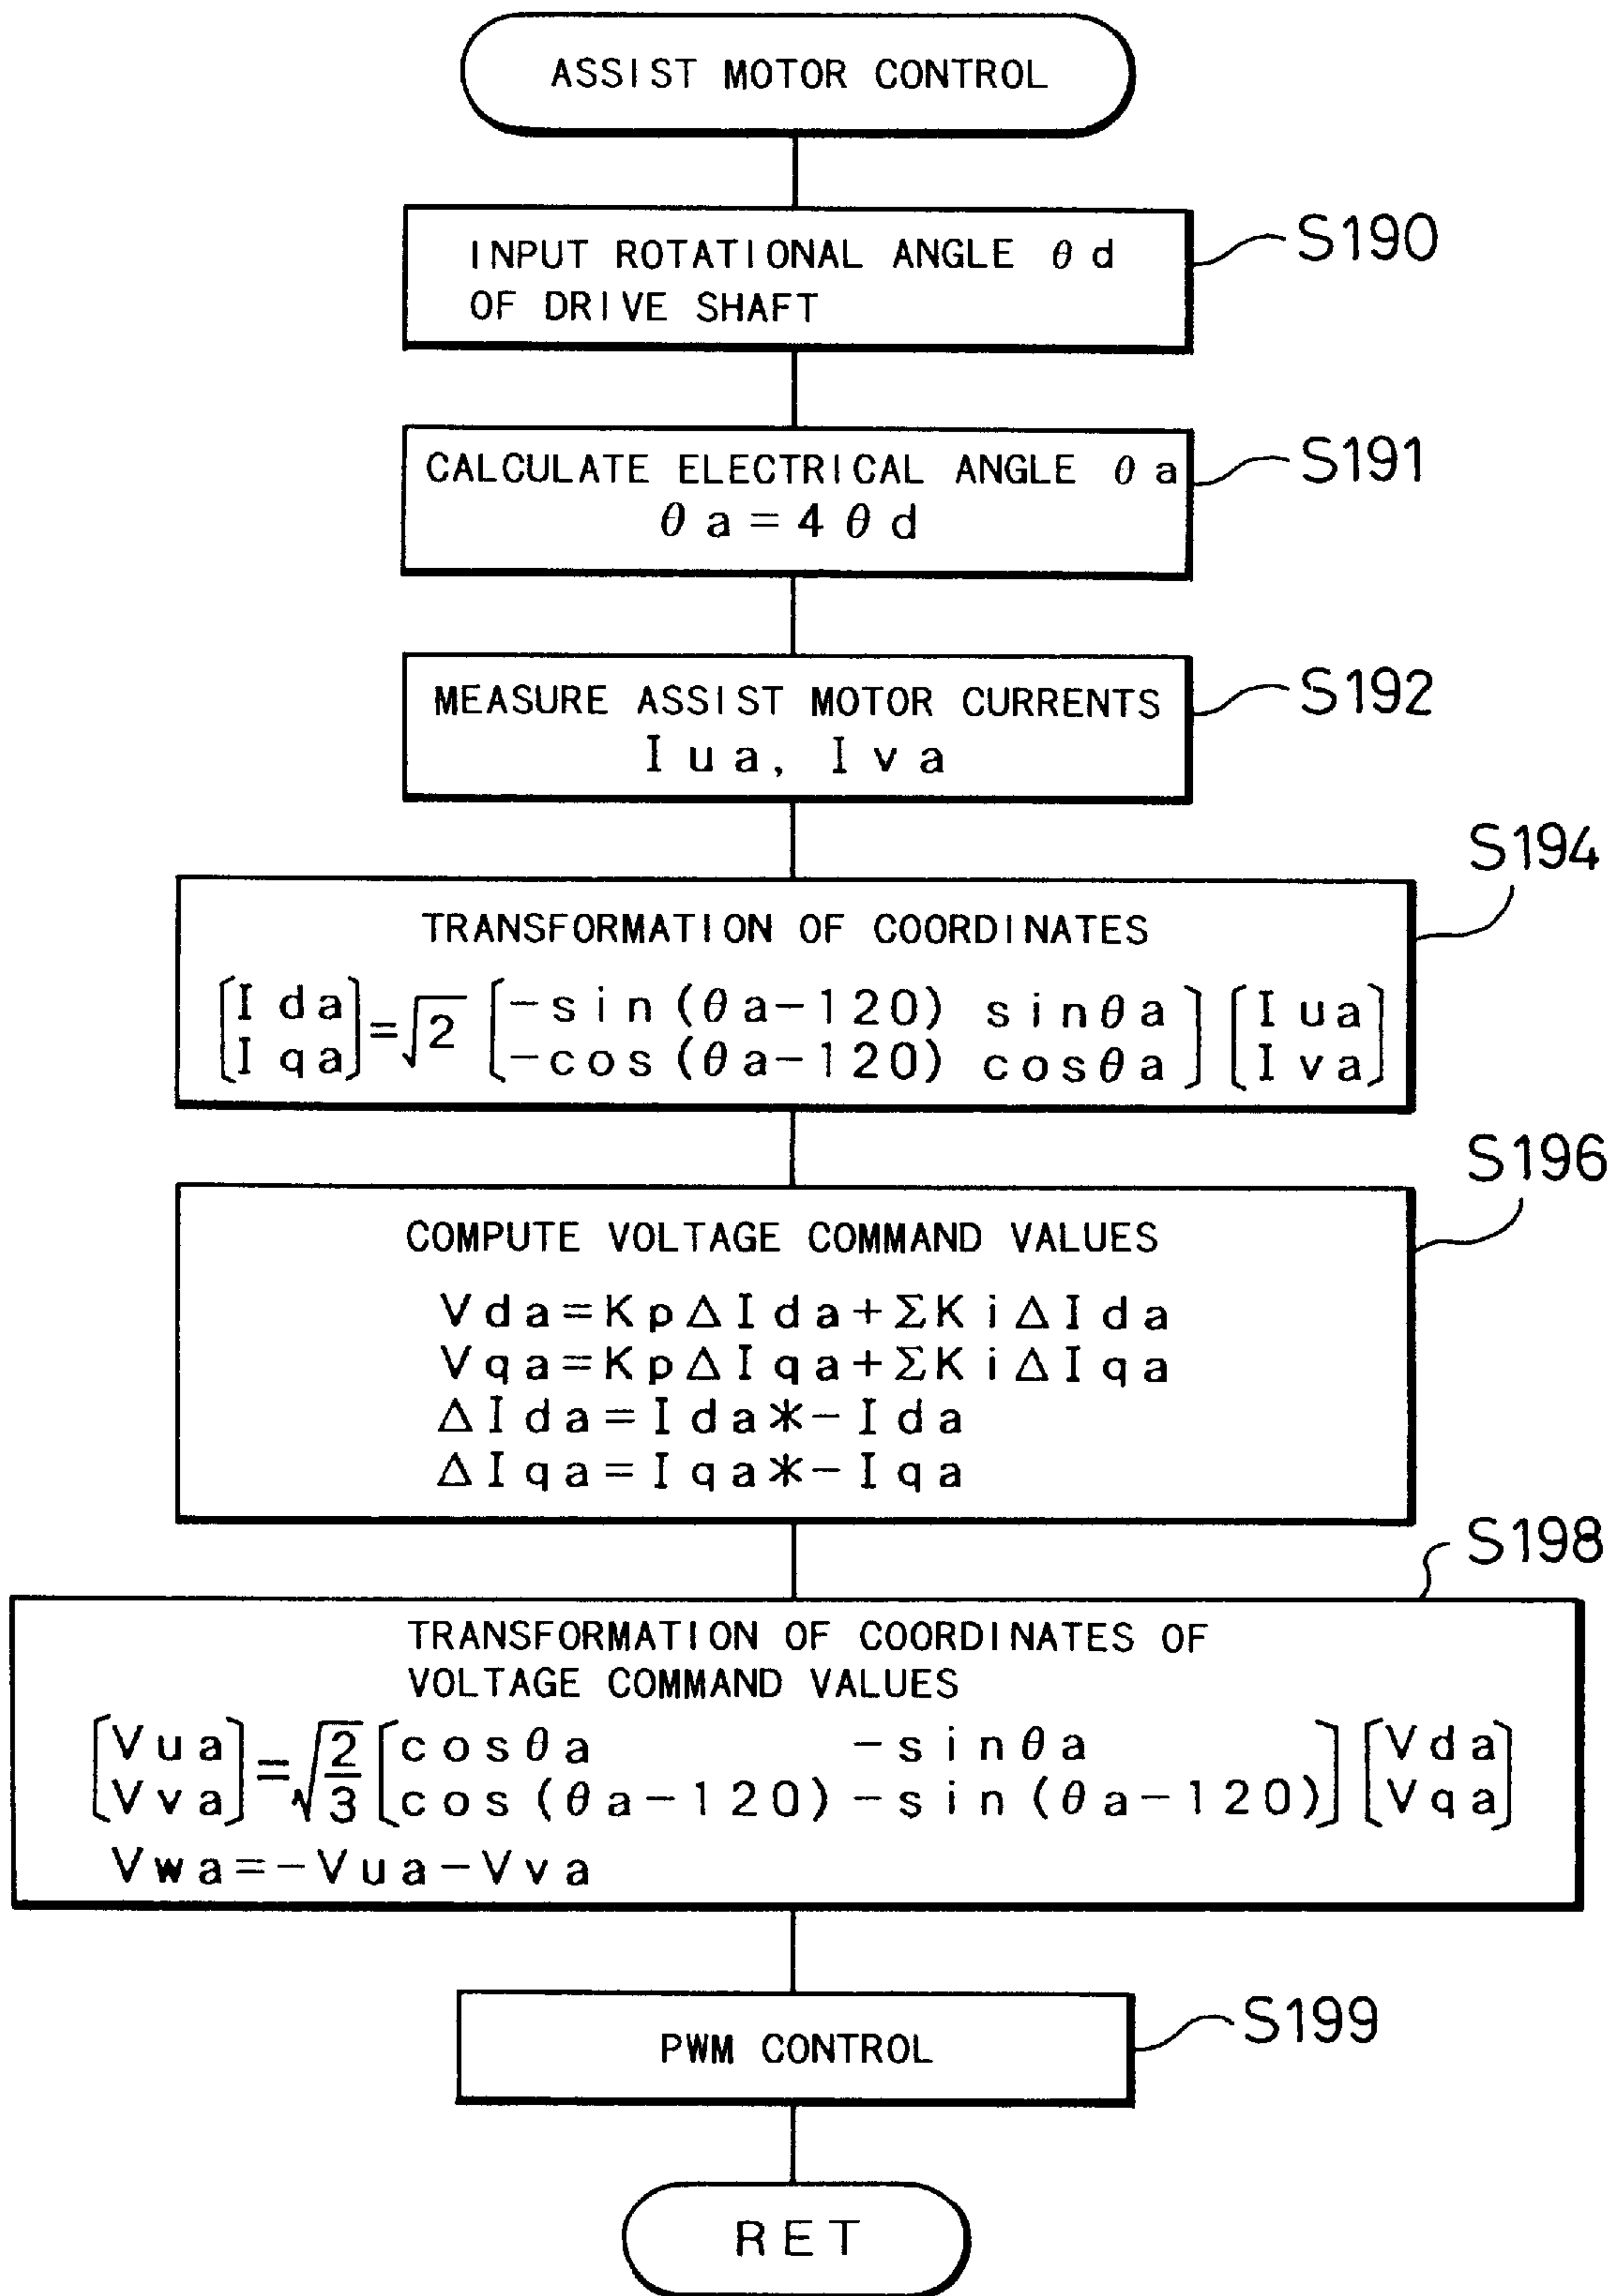 ASSIST MOTOR CONTROL
INPUT ROTATIONAL ANGLE θd
OF DRIVE SHAFT
S190
CALCULATE ELECTRICAL ANGLE θa
θa=4θd
S191
MEASURE ASSIST MOTOR CURRENTS
Iua, Iva
S192
S194
TRANSFORMATION OF COORDINATES
[Ida] = √2 [-sin(θa-120) sinθa] [Iua]
[Iqa] [-cos(θa-120) cosθa] [Iva]
S196
COMPUTE VOLTAGE COMMAND VALUES
Vda=KpΔIda+ΣKiΔIda
Vqa=KpΔIqa+ΣKiΔIqa
ΔIda=Ida*-Ida
ΔIqa=Iqa*-Iqa
S198
TRANSFORMATION OF COORDINATES OF
VOLTAGE COMMAND VALUES
[Vua] = √2/3 [cosθa -sinθa] [Vda]
[Vva] [cos(θa-120) -sin(θa-120)] [Vqa]
Vwa=-Vua-Vva
PWM CONTROL
S199
RET